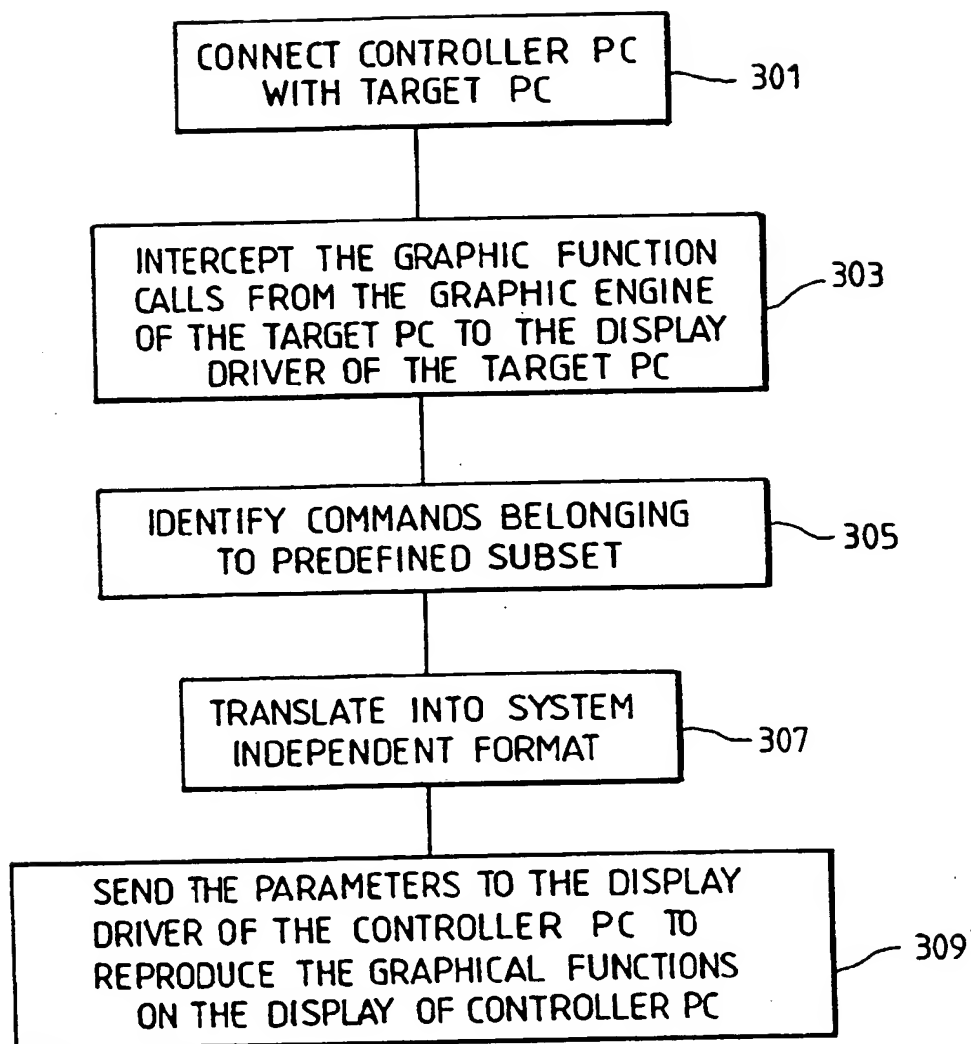 CONNECT CONTROLLER PC
WITH TARGET PC
301
INTERCEPT THE GRAPHIC FUNCTION
CALLS FROM THE GRAPHIC ENGINE
OF THE TARGET PC TO THE DISPLAY
DRIVER OF THE TARGET PC
303
IDENTIFY COMMANDS BELONGING
TO PREDEFINED SUBSET
305
TRANSLATE INTO SYSTEM
INDEPENDENT FORMAT
307
SEND THE PARAMETERS TO THE DISPLAY
DRIVER OF THE CONTROLLER PC TO
REPRODUCE THE GRAPHICAL FUNCTIONS
ON THE DISPLAY OF CONTROLLER PC
309